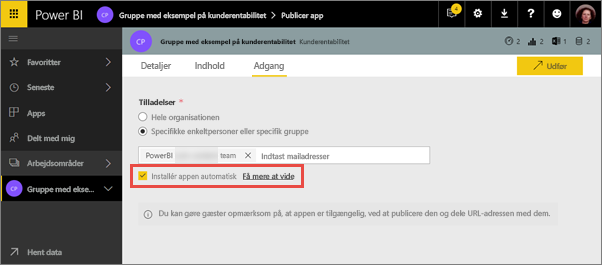 Power BI Gruppe med eksempel på kunderentabilitet > Publicer app 4
CP Gruppe med eksempel på kunderentabilitet Kunderentabilitet 2 2 1 2
Favoritter
Seneste
Apps
Delt med mig
Arbejdsområder
CP Gruppe med ekse...
Hent data
Detaljer Indhold Adgang Udfør
Tilladelser *
Hele organisationen
Specifikke enkeltpersoner eller specifik gruppe
PowerBI team × Indtast mailadresser
Installér appen automatisk Få mere at vide
Du kan gøre gæster opmærksom på, at appen er tilgængelig, ved at publicere den og dele URL-adressen med dem.